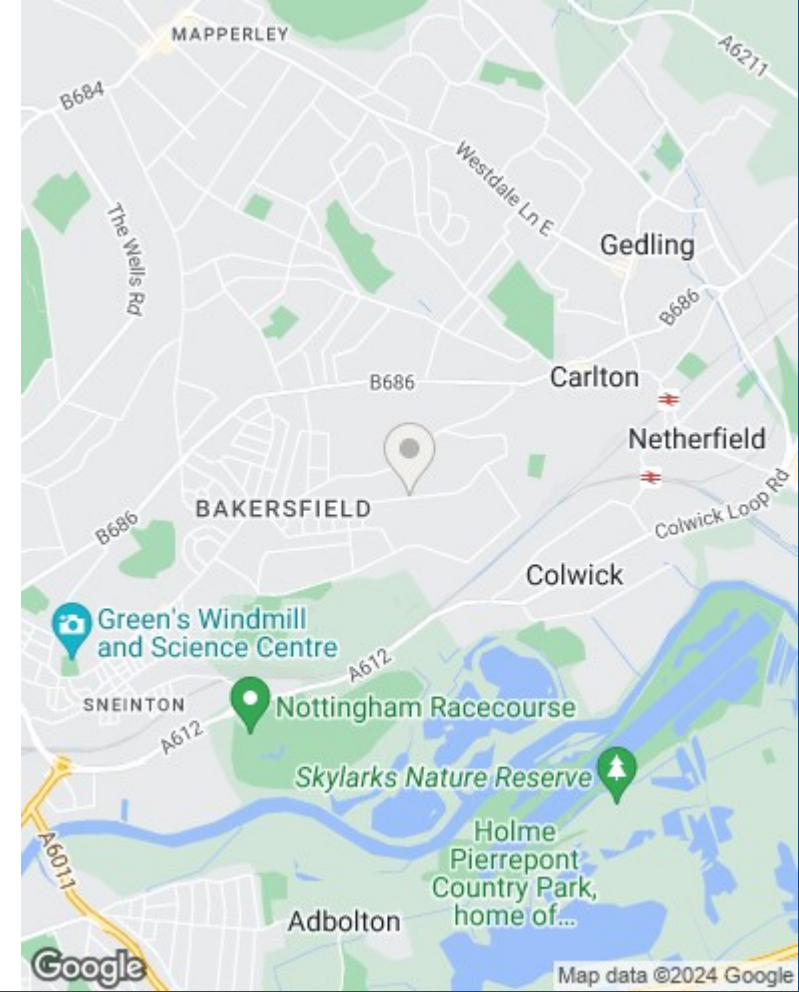 MAPPERLEY
A6211
B684
Westdale Ln E
The Wells Rd
Gedling
B686
B686
Carlton
Netherfield
Colwick Loop Rd
BAKERSFIELD
B686
Colwick
Green's Windmill
and Science Centre
A612
SNEINTON
Nottingham Racecourse
A612
Skylarks Nature Reserve
Holme
Pierrepont
Country Park,
home of...
A6011
Adbolton
Google
Map data ©2024 Google